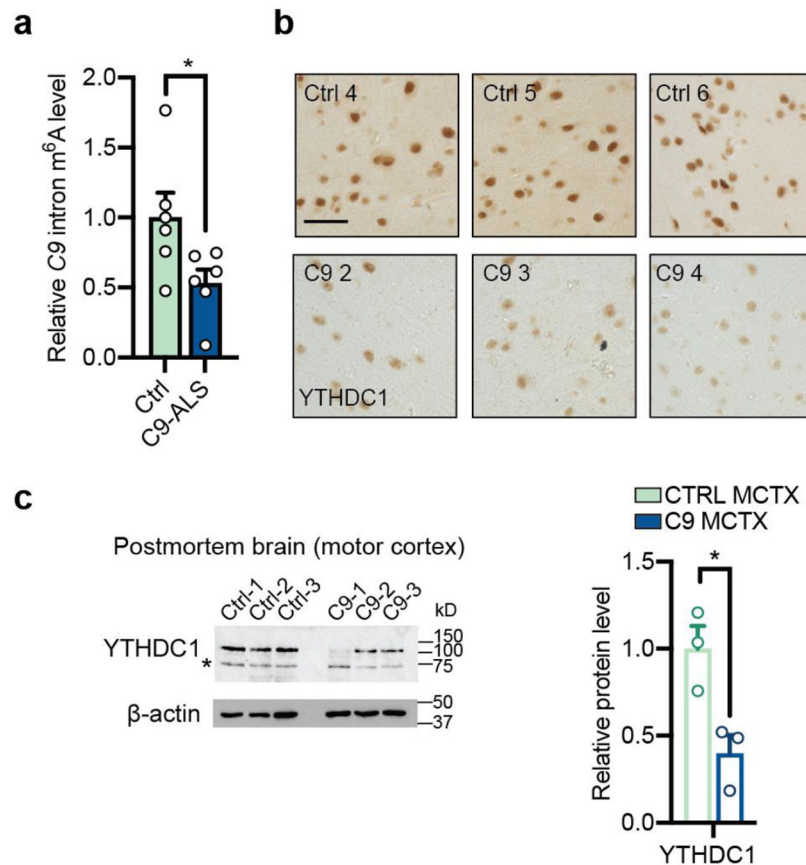 a
*
2.0
1.5
1.0
0.5
0.0
Relative C9 intron m⁶A level
Ctrl
C9-ALS
b
Ctrl 4
Ctrl 5
Ctrl 6
C9 2
C9 3
C9 4
YTHDC1
c
Postmortem brain (motor cortex)
Ctrl-1
Ctrl-2
Ctrl-3
C9-1
C9-2
C9-3
kD
YTHDC1
*
150
100
75
β-actin
50
37
CTRL MCTX
C9 MCTX
*
1.5
1.0
0.5
0.0
Relative protein level
YTHDC1